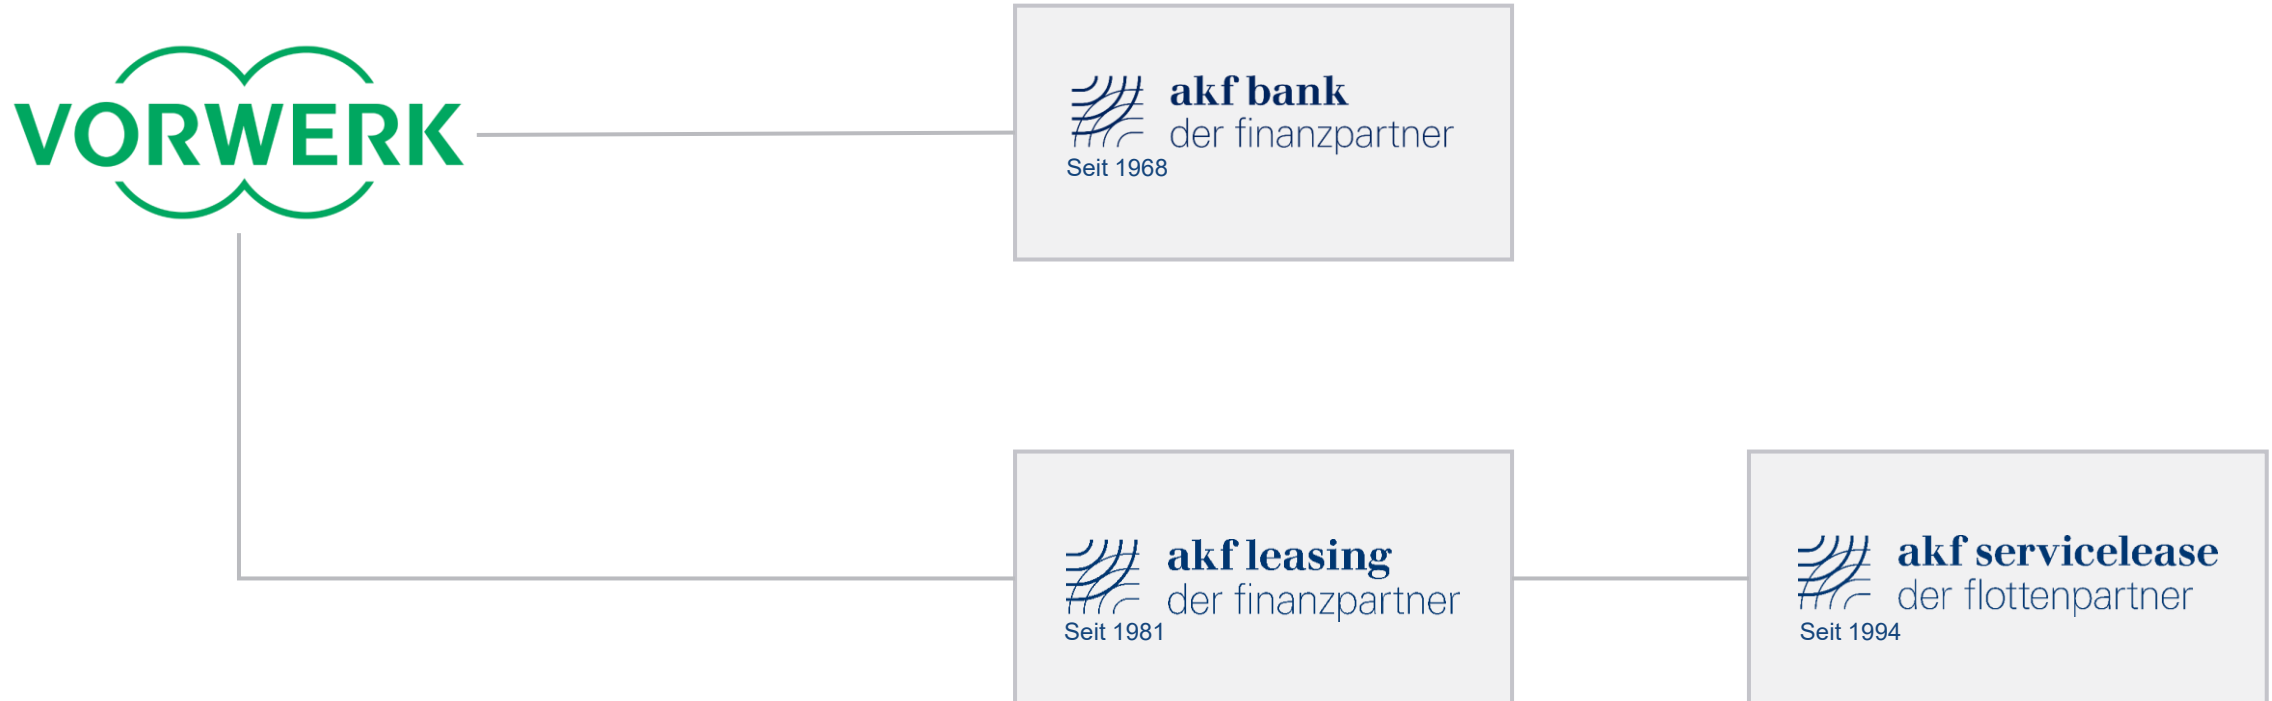 VORWERK
akf bank
der finanzpartner
Seit 1968
akf leasing
der finanzpartner
Seit 1981
akf servicelease
der flottenpartner
Seit 1994